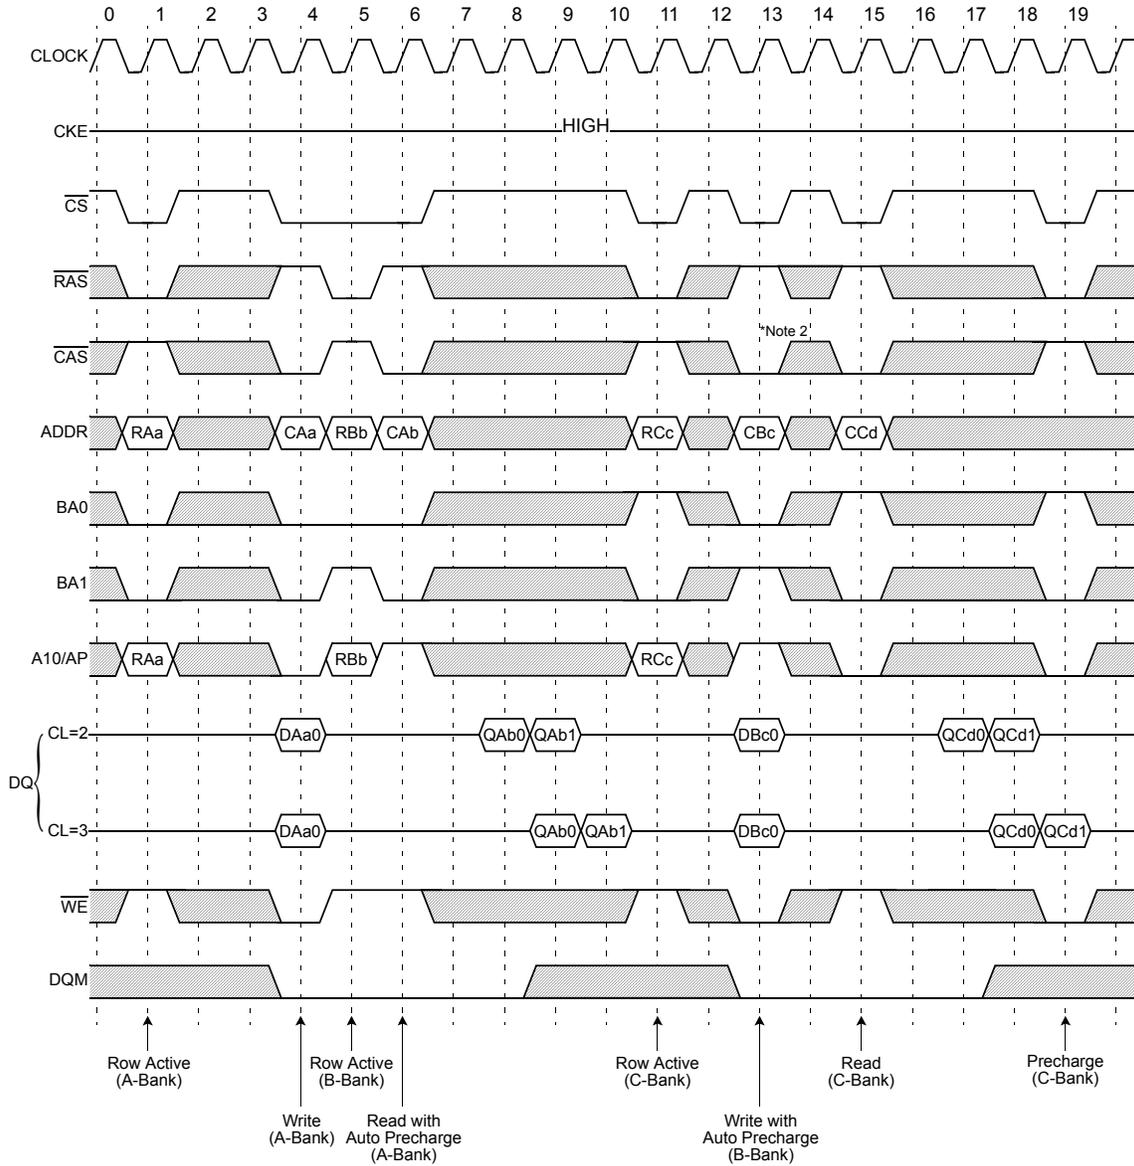 0 1 2 3 4 5 6 7 8 9 10 11 12 13 14 15 16 17 18 19
CLOCK
CKE HIGH
CS
RAS
*Note 2
CAS
ADDR RAa CAa RBb CAb RCc CBc CCd
BA0
BA1
A10/AP RAa RBb RCc
CL=2 DAa0 QAb0 QAb1 DBc0 QCd0 QCd1
DQ
CL=3 DAa0 QAb0 QAb1 DBc0 QCd0 QCd1
WE
DQM
Row Active
(A-Bank)
Row Active
(B-Bank)
Row Active
(C-Bank)
Read
(C-Bank)
Precharge
(C-Bank)
Write
(A-Bank)
Read with
Auto Precharge
(A-Bank)
Write with
Auto Precharge
(B-Bank)